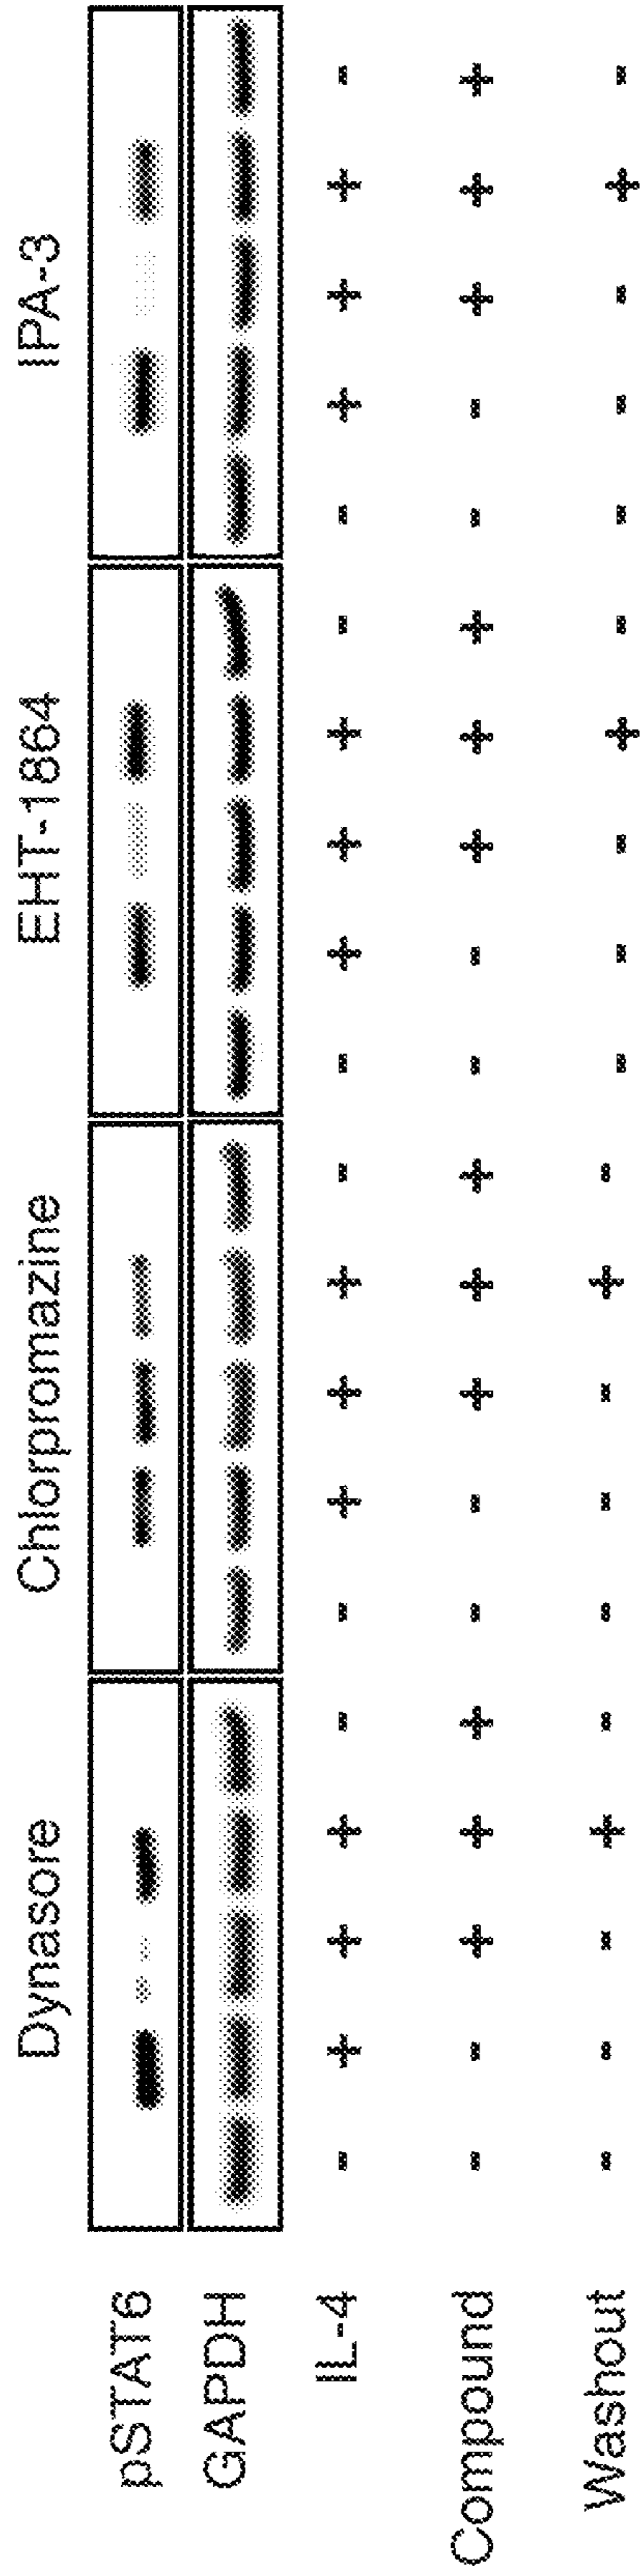 Dynasore Chlorpromazine EHT-1864 IPA-3
pSTAT6
GAPDH
IL-4 - + + + - - + + + - - + + + - - + + + -
Compound - - + + + - - + + + - - + + + - - + + +
Washout - - - + - - - - + - - - - + - - - - + -